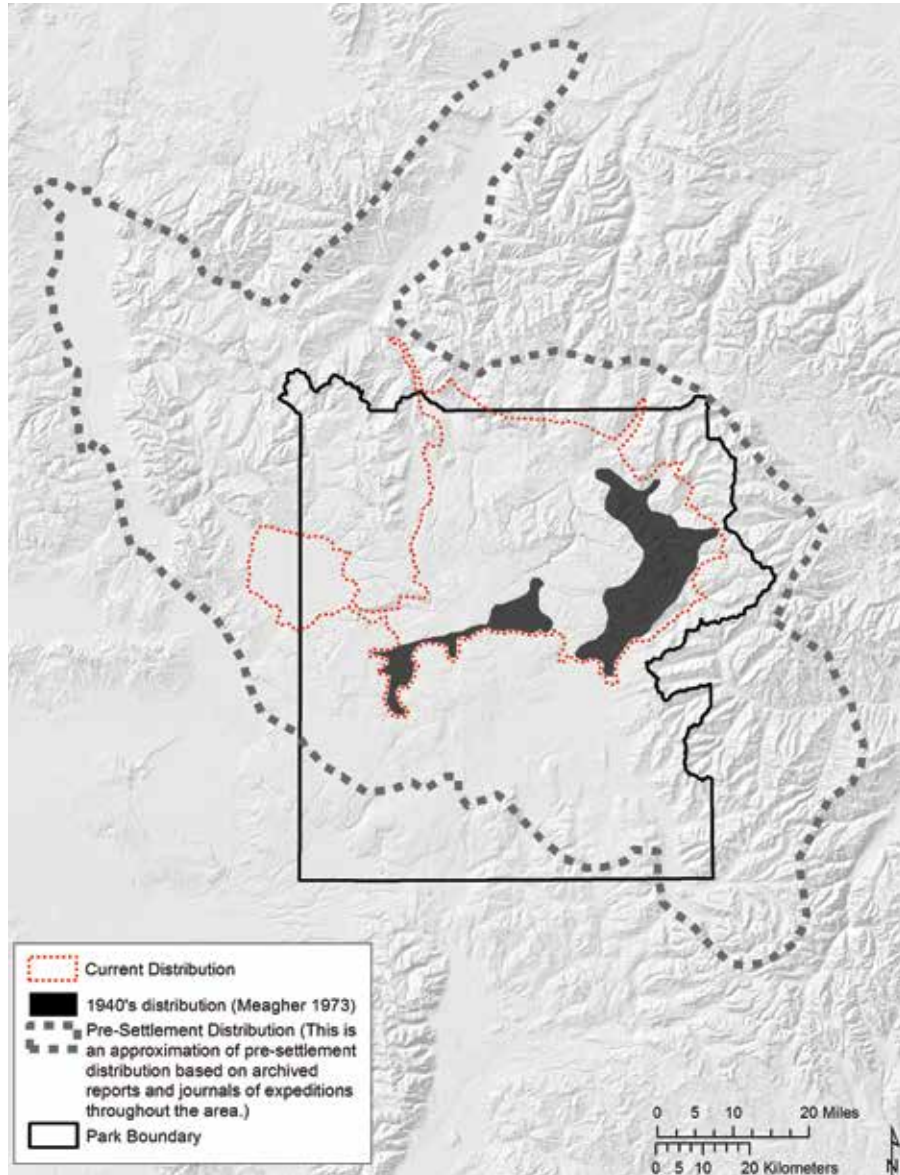 Current Distribution
1940's distribution (Meagher 1973)
Pre-Settlement Distribution (This is
an approximation of pre-settlement
distribution based on archived
reports and journals of expeditions
throughout the area.)
Park Boundary
0 5 10 20 Miles
0 5 10 20 Kilometers
N